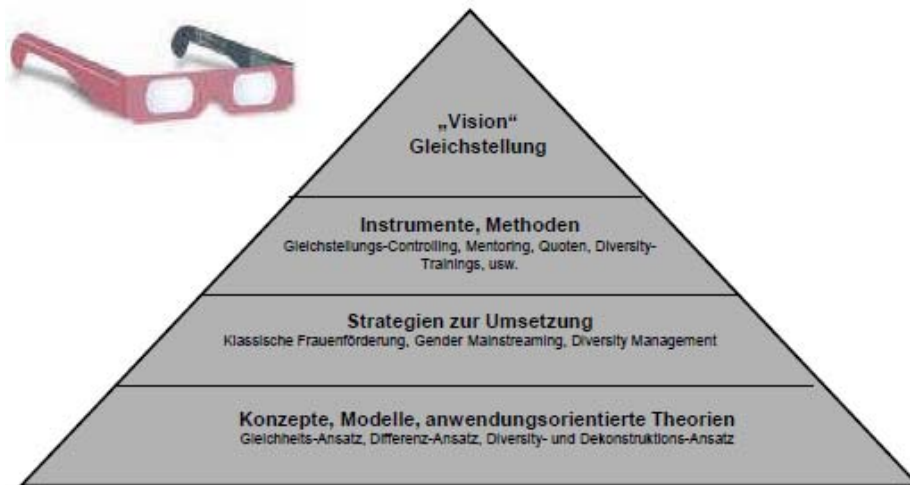 „Vision“
Gleichstellung
Instrumente, Methoden
Gleichstellungs-Controlling, Mentoring, Quoten, Diversity-
Trainings, usw.
Strategien zur Umsetzung
Klassische Frauenförderung, Gender Mainstreaming, Diversity Management
Konzepte, Modelle, anwendungsorientierte Theorien
Gleichheits-Ansatz, Differenz-Ansatz, Diversity- und Dekonstruktions-Ansatz